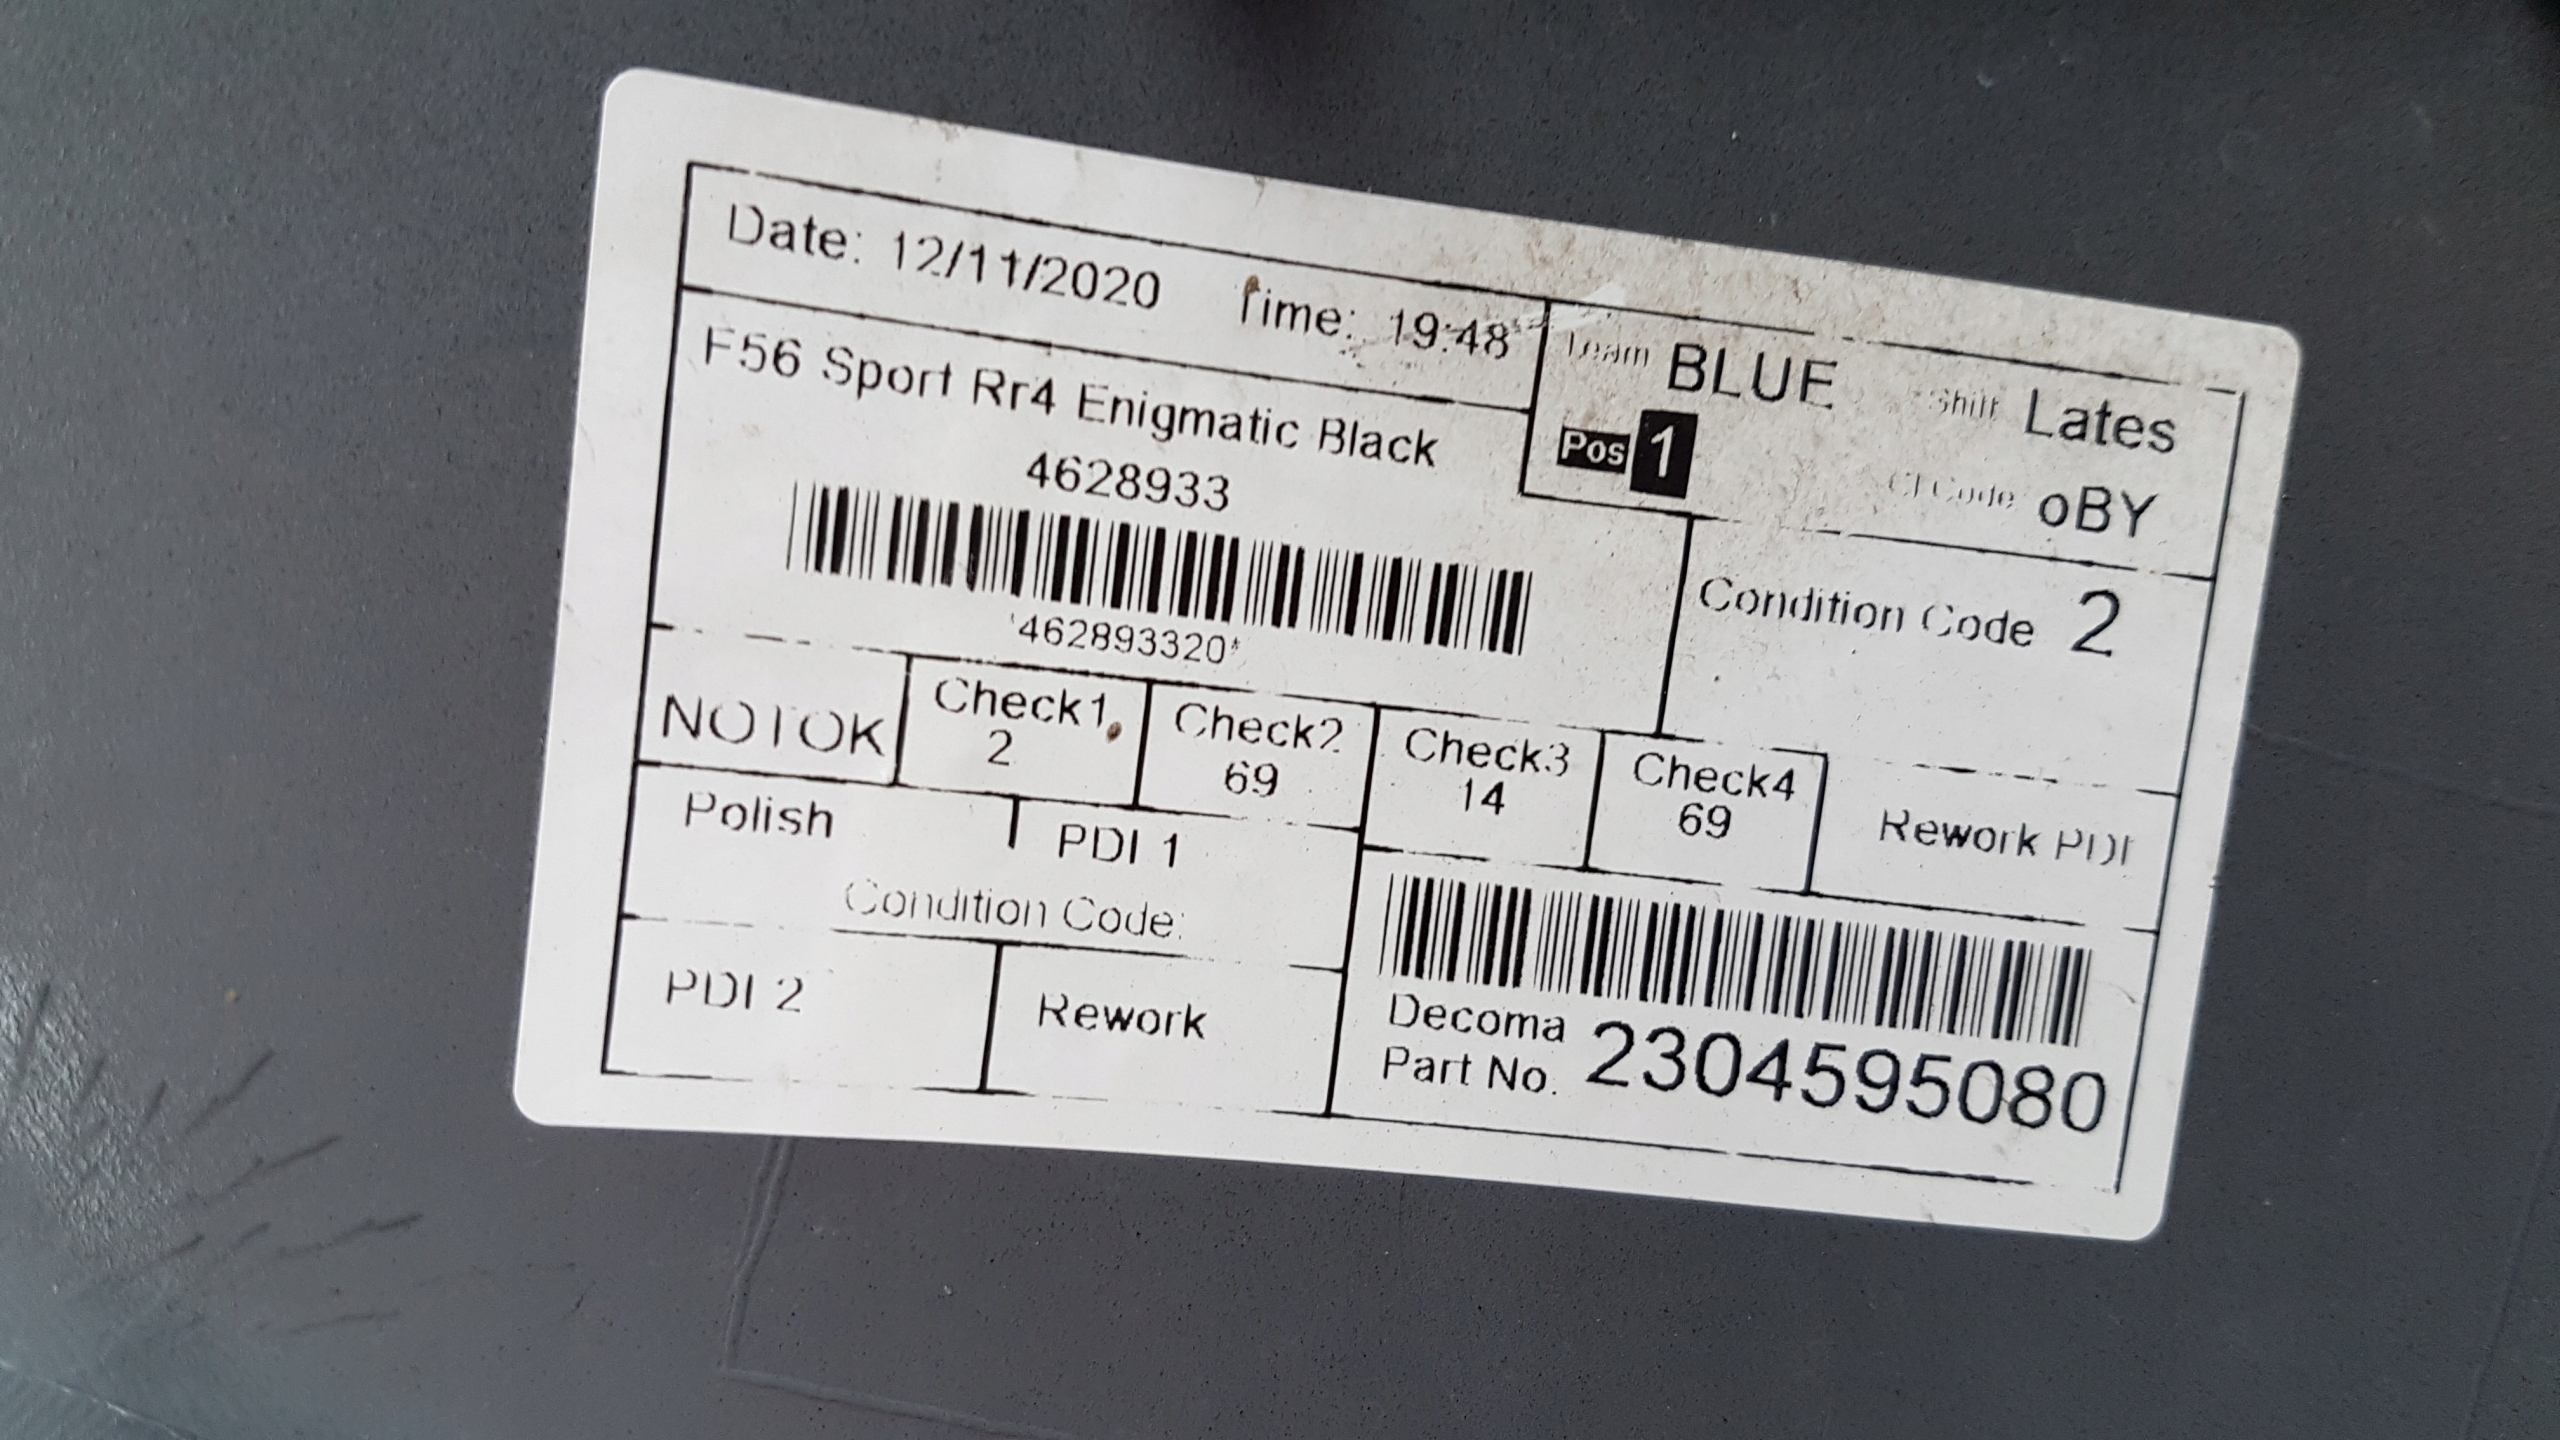 Date: 12/11/2020 Time: 19:48
Team BLUE Shift Lates
F56 Sport Rr4 Enigmatic Black
Pos 1
Code oBY
4628933
*462893320*
Condition Code 2
NOTOK
Check1 Check2 Check3 Check4
2 69 14 69
Rework PDI
Polish PDI 1
Condition Code:
PDI 2 Rework
Decoma
Part No. 2304595080